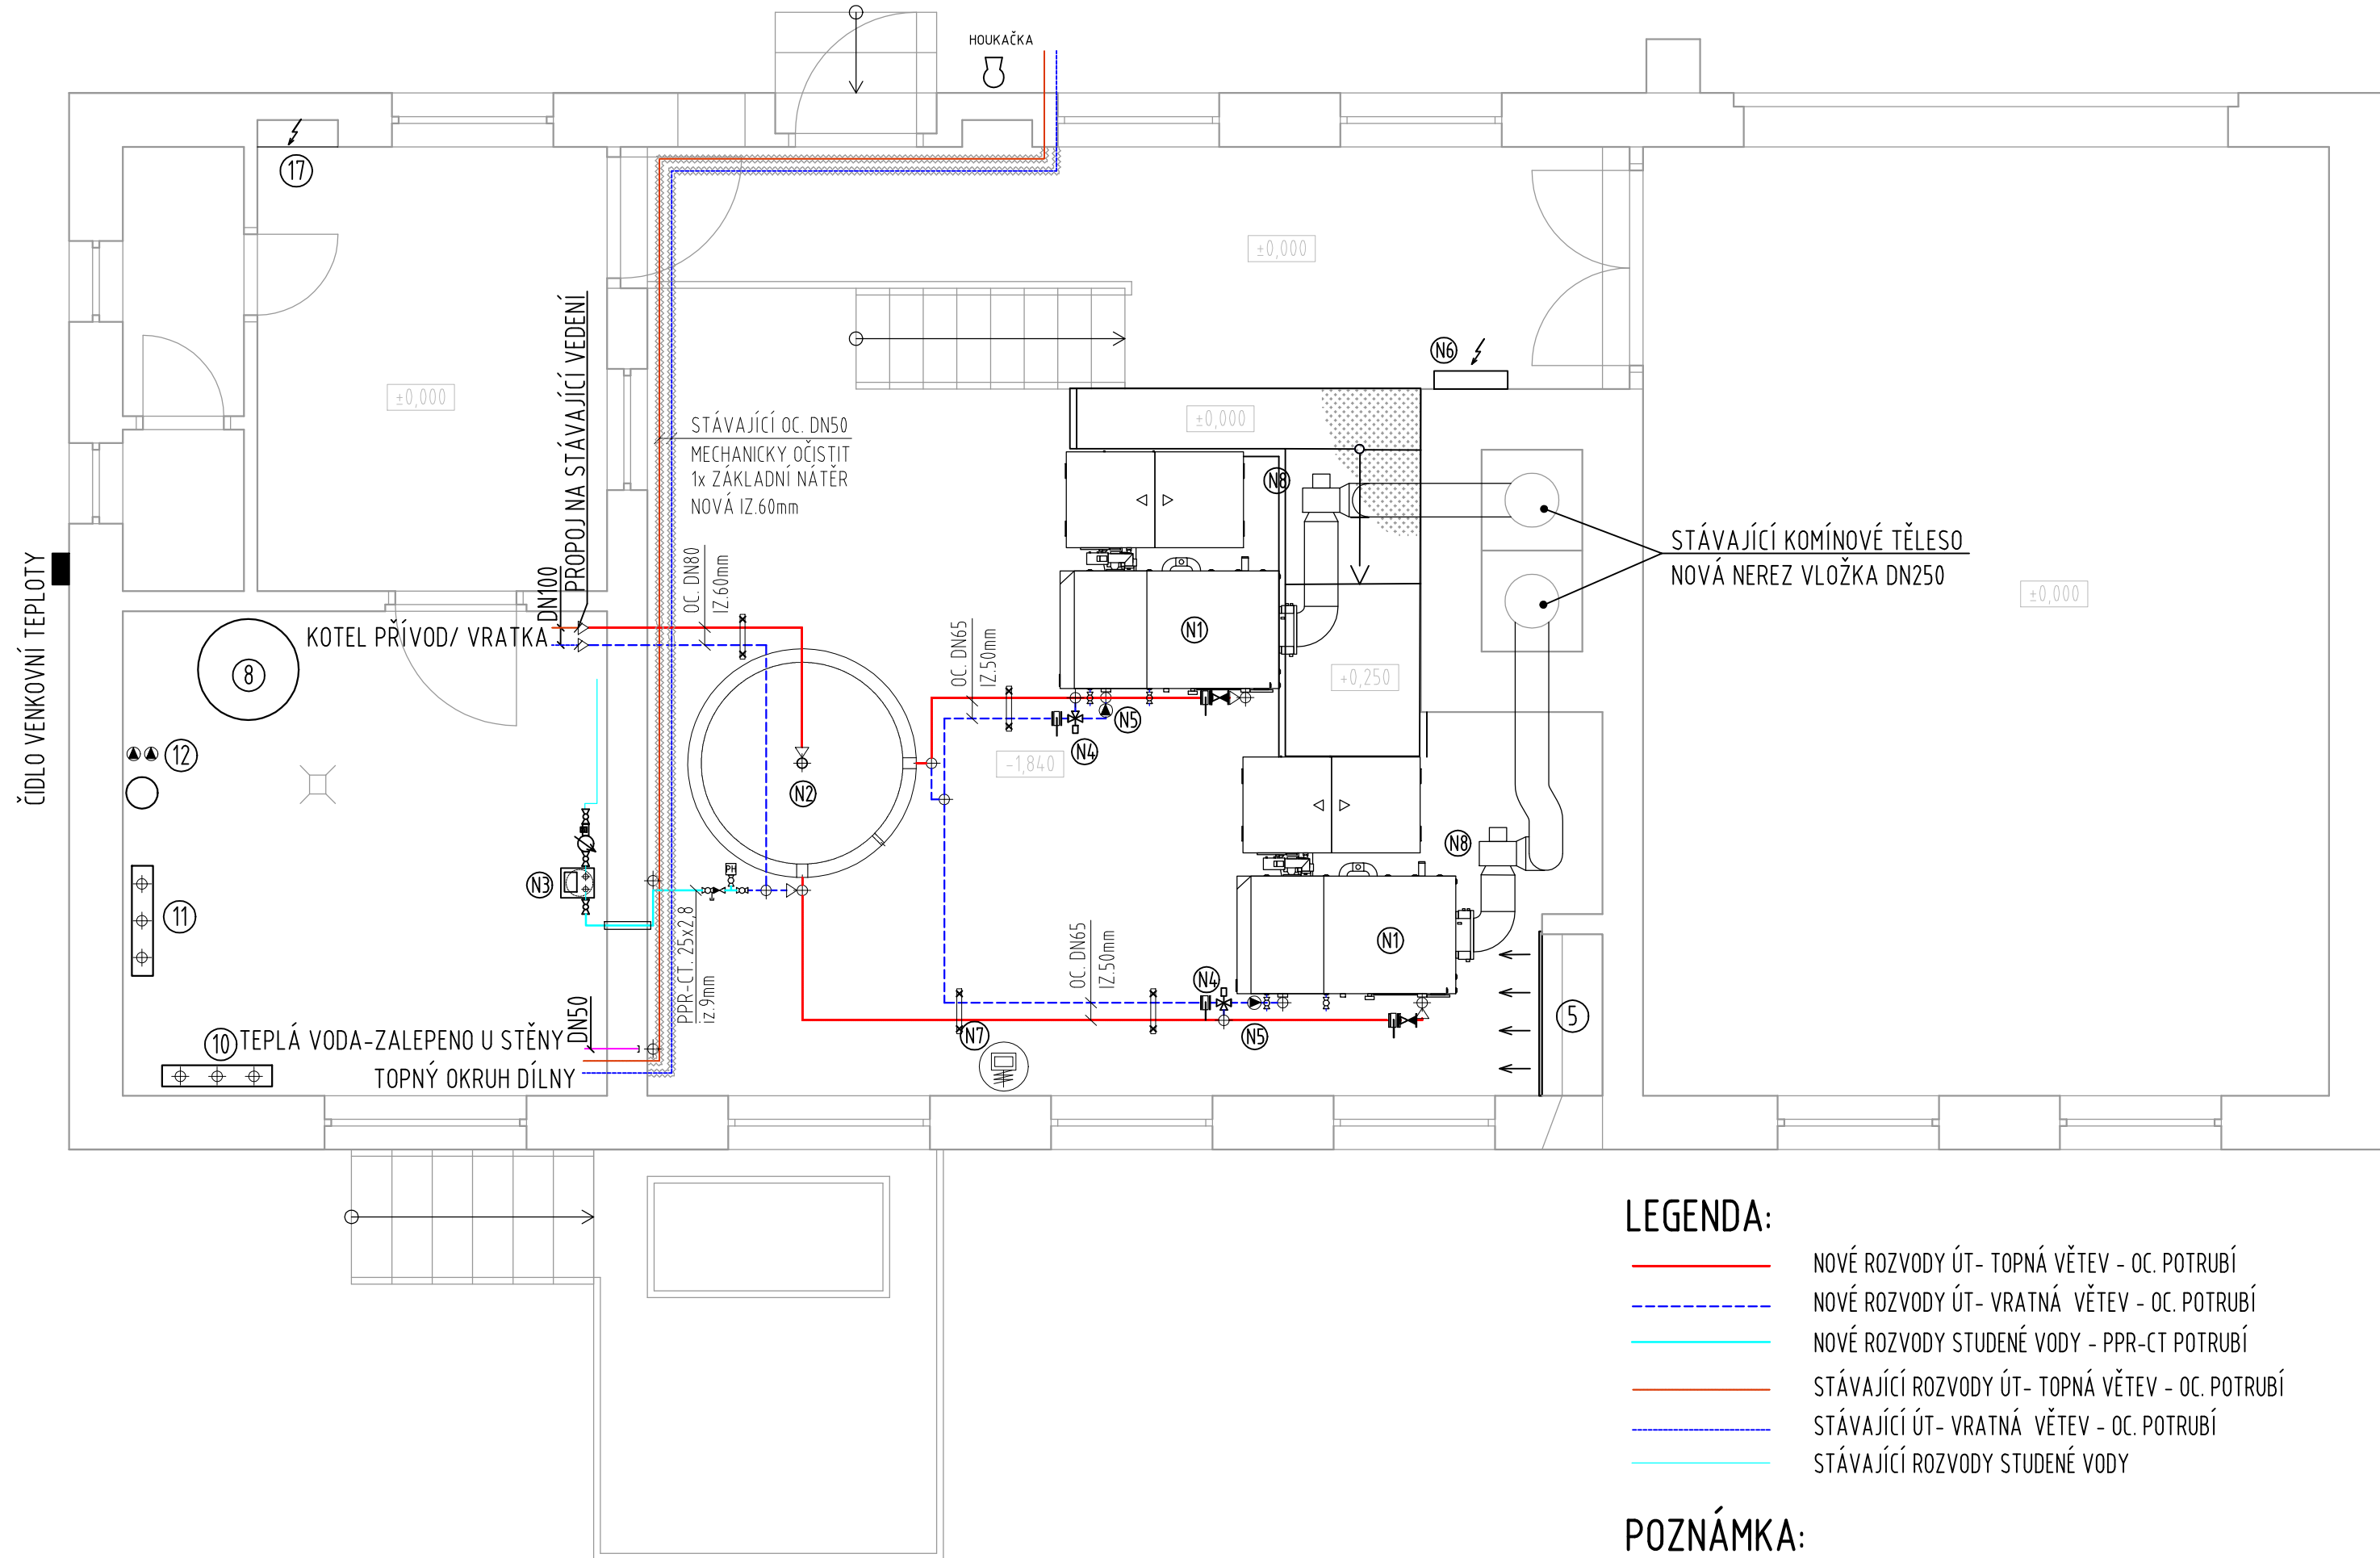 HOUKAČKA
17
±0,000
N6
±0,000
±0,000
PROPOJ NA STÁVAJÍCÍ VEDENÍ
STÁVAJÍCÍ OC. DN50
MECHANICKY OČISTIT
1x ZÁKLADNÍ NÁTĚR
NOVÁ IZ.60mm
N8
STÁVAJÍCÍ KOMÍNOVÉ TĚLESO
NOVÁ NEREZ VLOŽKA DN250
±0,000
ČIDLO VENKOVNÍ TEPLOTY
DN100
OC. DN80
IZ.60mm
KOTEL PŘÍVOD/ VRATKA
OC. DN65
IZ.50mm
N1
8
+0,250
N5
N4
12
-1,840
N2
N8
N3
11
PPR-CT. 25x2,8
iz.9mm
OC. DN65
IZ.50mm
N1
N4
5
DN50
10
TEPLÁ VODA-ZALEPENO U STĚNY
N7
N5
TOPNÝ OKRUH DÍLNY
PH
LEGENDA:
NOVÉ ROZVODY ÚT- TOPNÁ VĚTEV - OC. POTRUBÍ
NOVÉ ROZVODY ÚT- VRATNÁ  VĚTEV - OC. POTRUBÍ
NOVÉ ROZVODY STUDENÉ VODY - PPR-CT POTRUBÍ
STÁVAJÍCÍ ROZVODY ÚT- TOPNÁ VĚTEV - OC. POTRUBÍ
STÁVAJÍCÍ ÚT- VRATNÁ  VĚTEV - OC. POTRUBÍ
STÁVAJÍCÍ ROZVODY STUDENÉ VODY
POZNÁMKA: